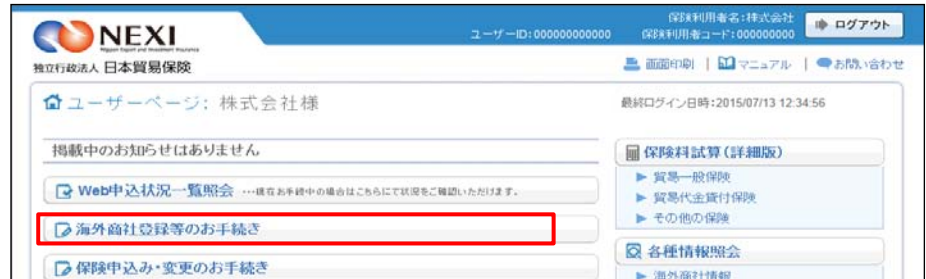 NEXI
Nippon Export and Investment Insurance
独立行政法人 日本貿易保険
ユーザーID:000000000000
保険利用者名:株式会社
保険利用者コード:000000000
ログアウト
画面印刷 | マニュアル | お問い合わせ
ユーザーページ: 株式会社様
最終ログイン日時:2015/07/13 12:34:56
掲載中のお知らせはありません
Web申込状況一覧照会 …現在お手続中の場合はこちらにて状況をご確認いただけます。
海外商社登録等のお手続き
保険申込み・変更のお手続き
保険料試算(詳細版)
▶ 貿易一般保険
▶ 貿易代金貸付保険
▶ その他の保険
各種情報照会
▶ 海外商社情報